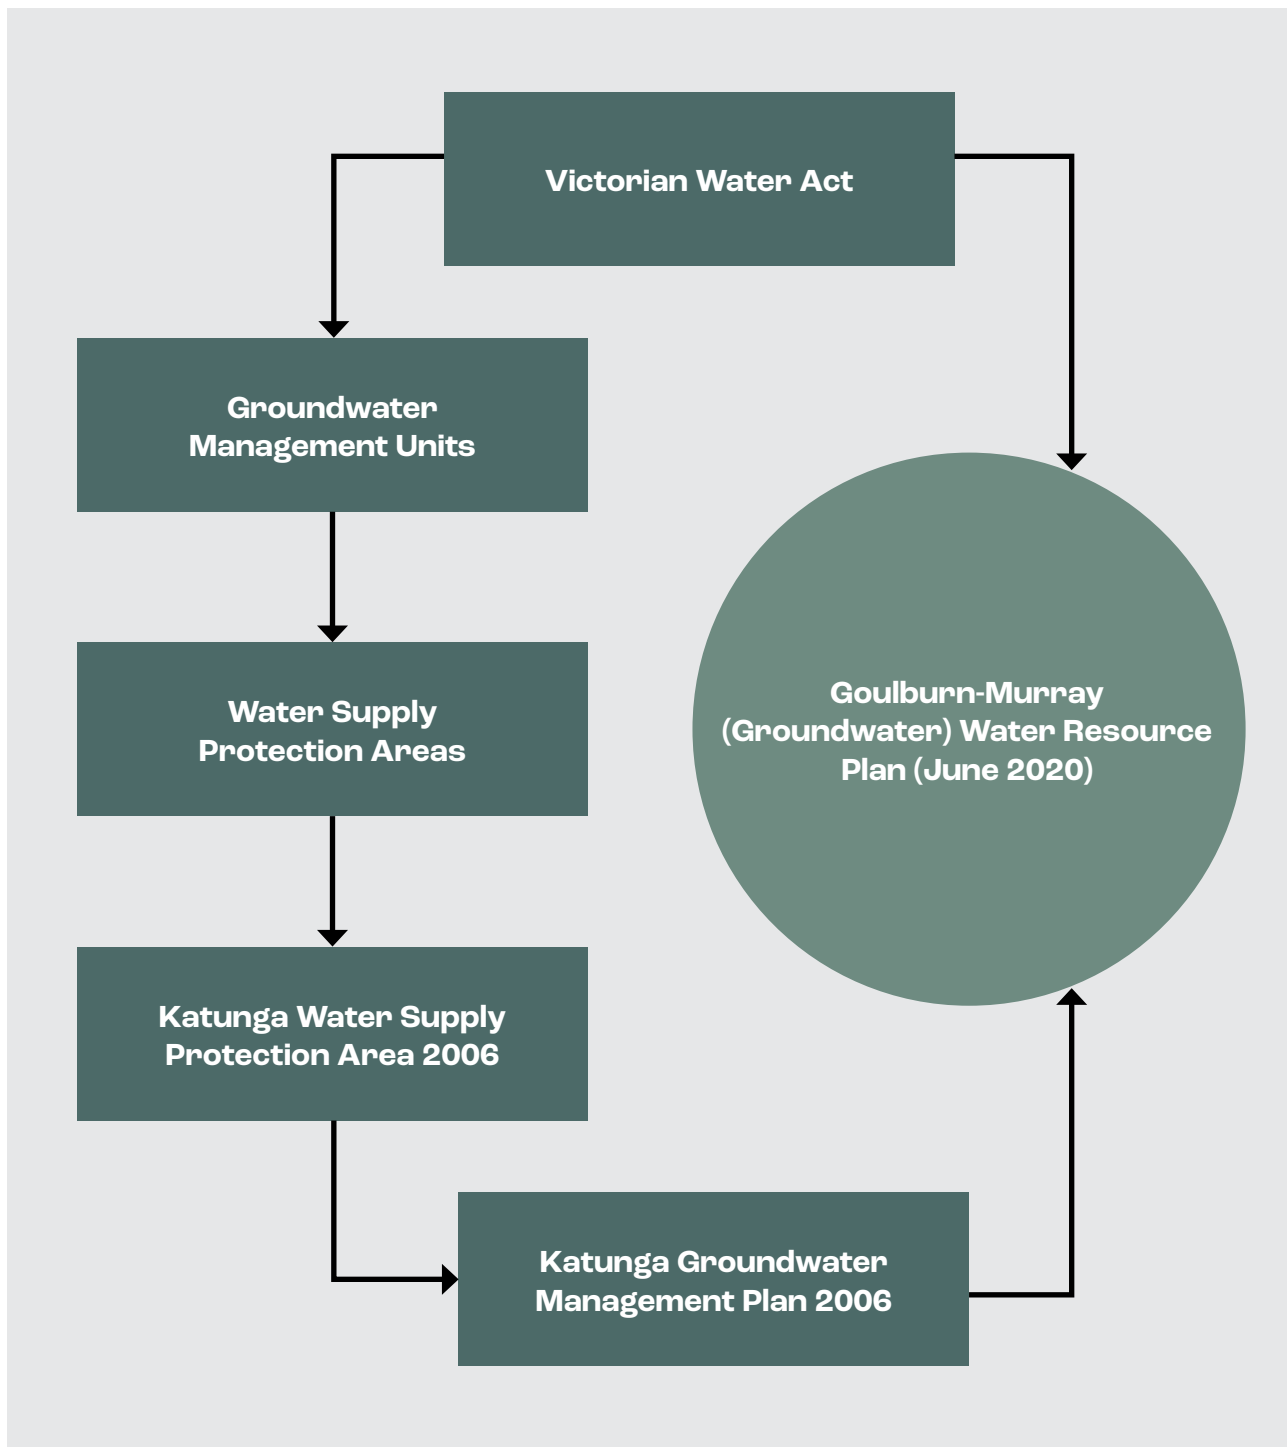 Victorian Water Act
Groundwater
Management Units
Water Supply
Protection Areas
Goulburn-Murray
(Groundwater) Water Resource
Plan (June 2020)
Katunga Water Supply
Protection Area 2006
Katunga Groundwater
Management Plan 2006